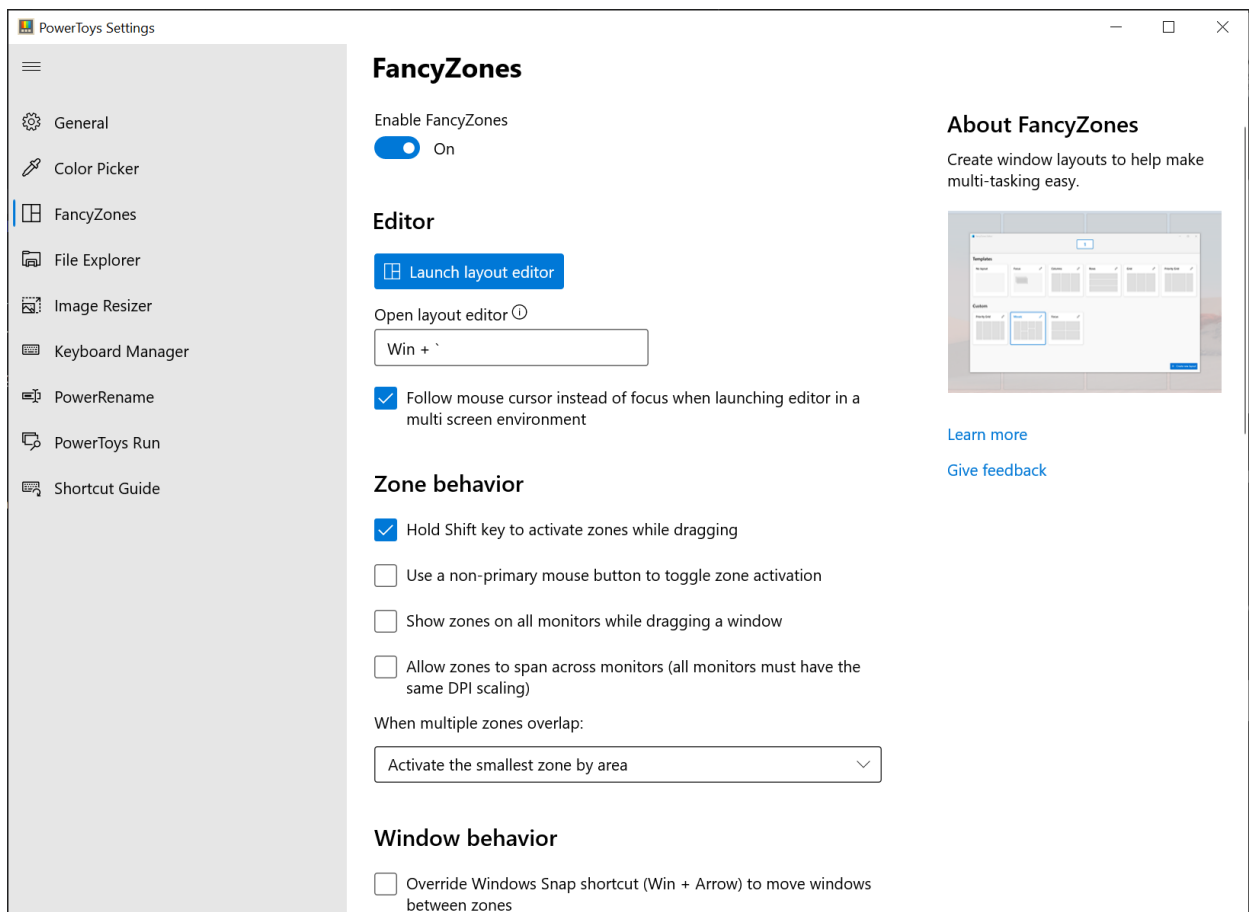 PowerToys Settings
General
Color Picker
FancyZones
File Explorer
Image Resizer
Keyboard Manager
PowerRename
PowerToys Run
Shortcut Guide
FancyZones
Enable FancyZones
On
Editor
Launch layout editor
Open layout editor
Win + `
Follow mouse cursor instead of focus when launching editor in a
multi screen environment
Zone behavior
Hold Shift key to activate zones while dragging
Use a non-primary mouse button to toggle zone activation
Show zones on all monitors while dragging a window
Allow zones to span across monitors (all monitors must have the
same DPI scaling)
When multiple zones overlap:
Activate the smallest zone by area
Window behavior
Override Windows Snap shortcut (Win + Arrow) to move windows
between zones
About FancyZones
Create window layouts to help make
multi-tasking easy.
Templates
Custom
Learn more
Give feedback